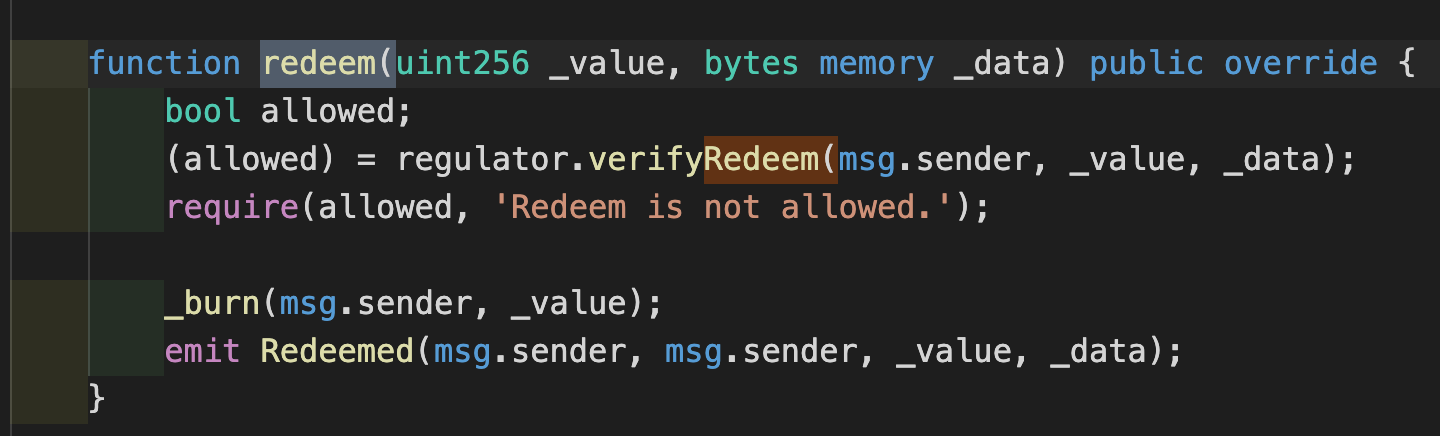 function redeem(uint256 _value, bytes memory _data) public override {
bool allowed;
(allowed) = regulator.verifyRedeem(msg.sender, _value, _data);
require(allowed, 'Redeem is not allowed.');
_burn(msg.sender, _value);
emit Redeemed(msg.sender, msg.sender, _value, _data);
}